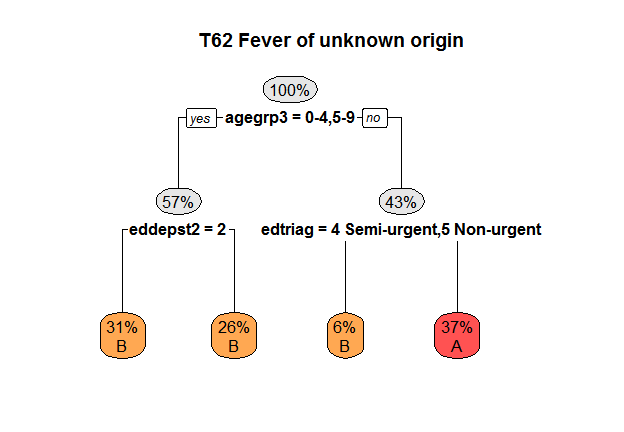 T62 Fever of unknown origin
100%
yes agegrp3 = 0-4,5-9 no
57% 43%
eddepst2 = 2 edtriag = 4 Semi-urgent,5 Non-urgent
31% 26% 6% 37%
B B B A